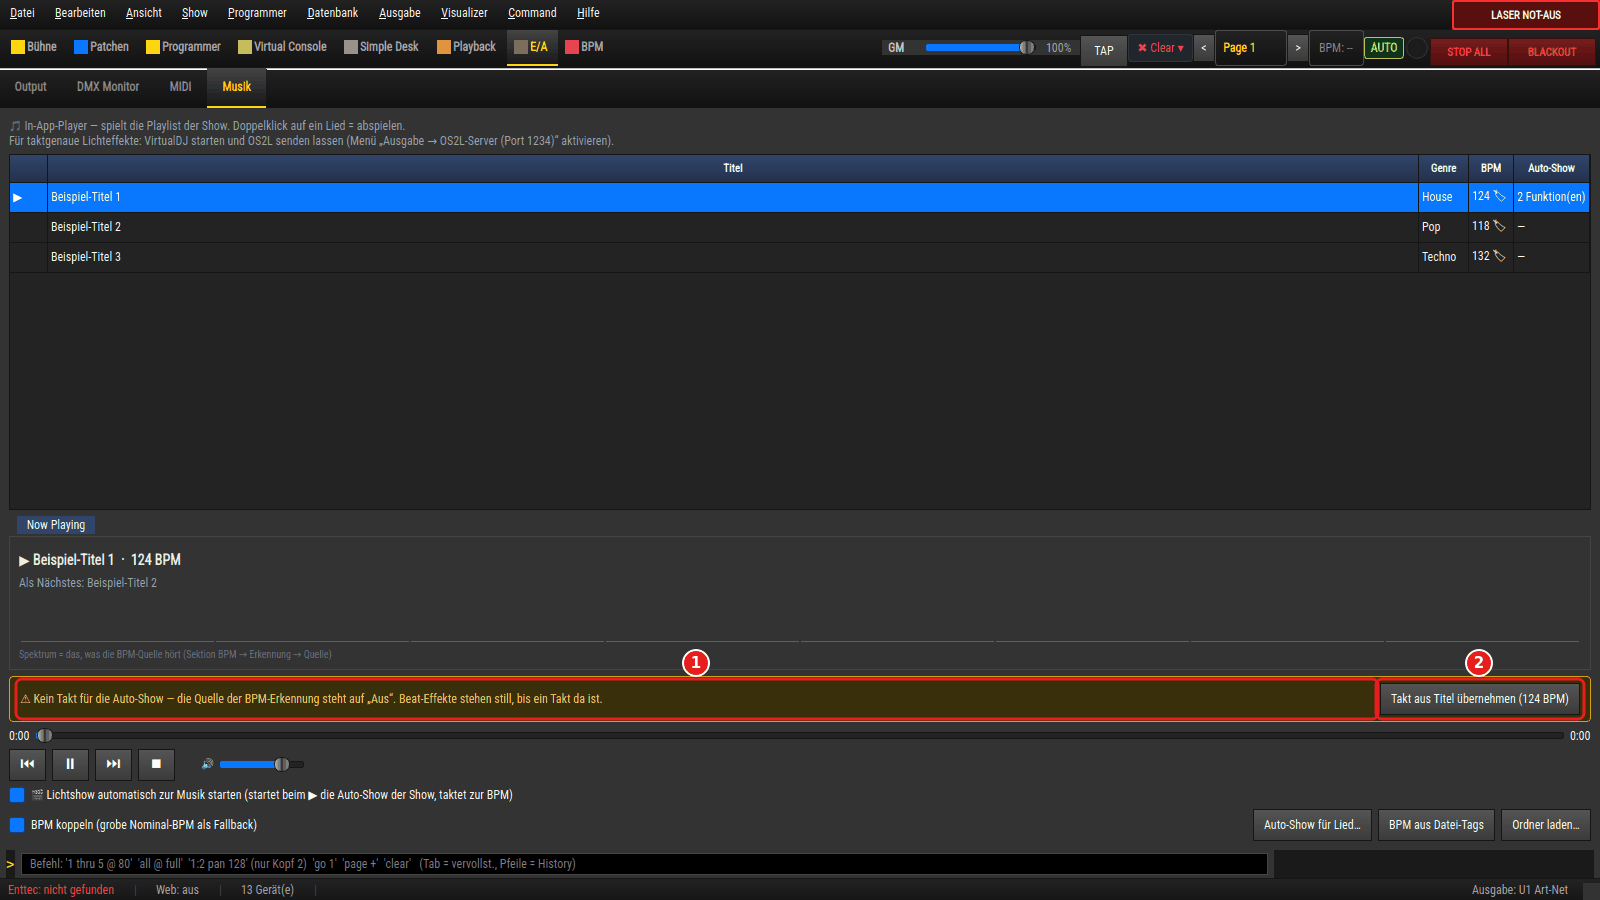 Datei Bearbeiten Ansicht Show Programmer Datenbank Ausgabe Visualizer Command Hilfe
LASER NOT-AUS
Bühne Patchen Programmer Virtual Console Simple Desk Playback E/A BPM
GM 100% TAP ✖ Clear ▾ < Page 1 > BPM: -- AUTO STOP ALL BLACKOUT
Output DMX Monitor MIDI Musik
🎵 In-App-Player — spielt die Playlist der Show. Doppelklick auf ein Lied = abspielen.
Für taktgenaue Lichteffekte: VirtualDJ starten und OS2L senden lassen (Menü „Ausgabe → OS2L-Server (Port 1234)“ aktivieren).
Titel Genre BPM Auto-Show
▶ Beispiel-Titel 1 House 124 🏷 2 Funktion(en)
Beispiel-Titel 2 Pop 118 🏷 —
Beispiel-Titel 3 Techno 132 🏷 —
Now Playing
▶ Beispiel-Titel 1 · 124 BPM
Als Nächstes: Beispiel-Titel 2
Spektrum = das, was die BPM-Quelle hört (Sektion BPM → Erkennung → Quelle)
1 2
⚠ Kein Takt für die Auto-Show — die Quelle der BPM-Erkennung steht auf „Aus“. Beat-Effekte stehen still, bis ein Takt da ist. Takt aus Titel übernehmen (124 BPM)
0:00 0:00
🎬 Lichtshow automatisch zur Musik starten (startet beim ▶ die Auto-Show der Show, taktet zur BPM)
BPM koppeln (grobe Nominal-BPM als Fallback) Auto-Show für Lied… BPM aus Datei-Tags Ordner laden…
> Befehl: '1 thru 5 @ 80' 'all @ full' '1:2 pan 128' (nur Kopf 2) 'go 1' 'page +' 'clear' (Tab = vervollst., Pfeile = History)
Enttec: nicht gefunden Web: aus 13 Gerät(e) Ausgabe: U1 Art-Net